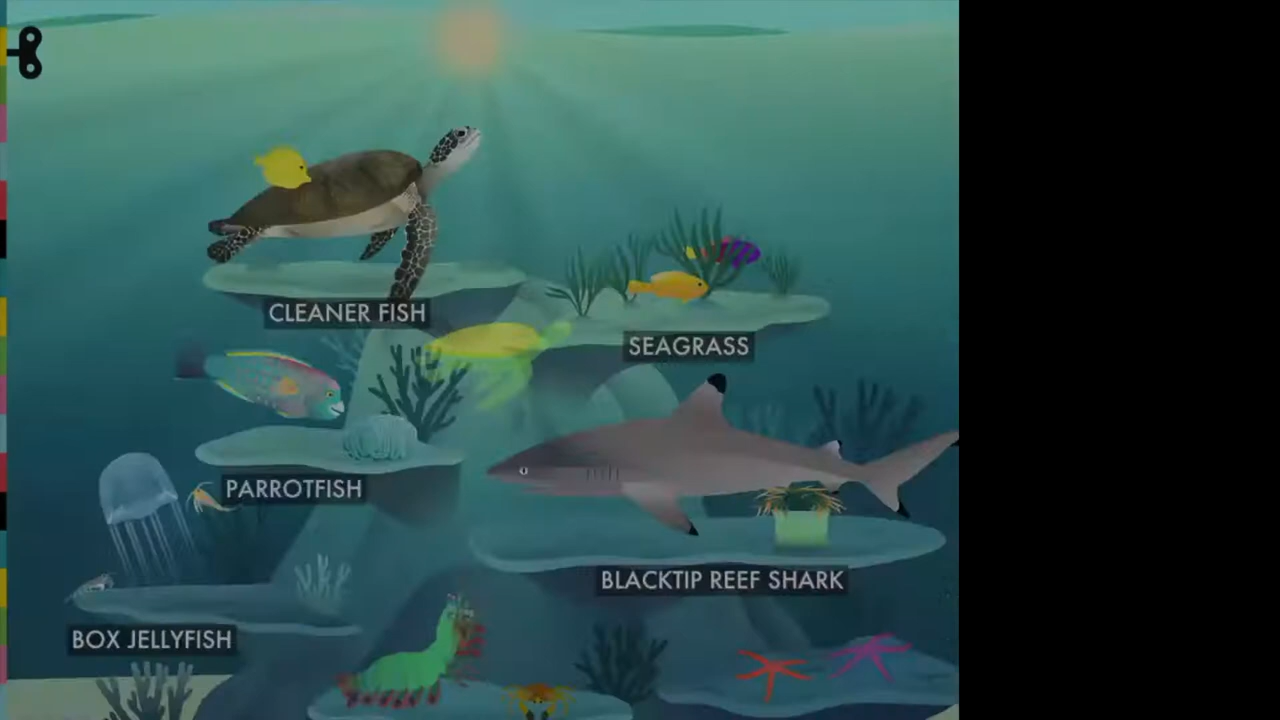 CLEANER FISH
SEAGRASS
PARROTFISH
BLACKTIP REEF SHARK
BOX JELLYFISH